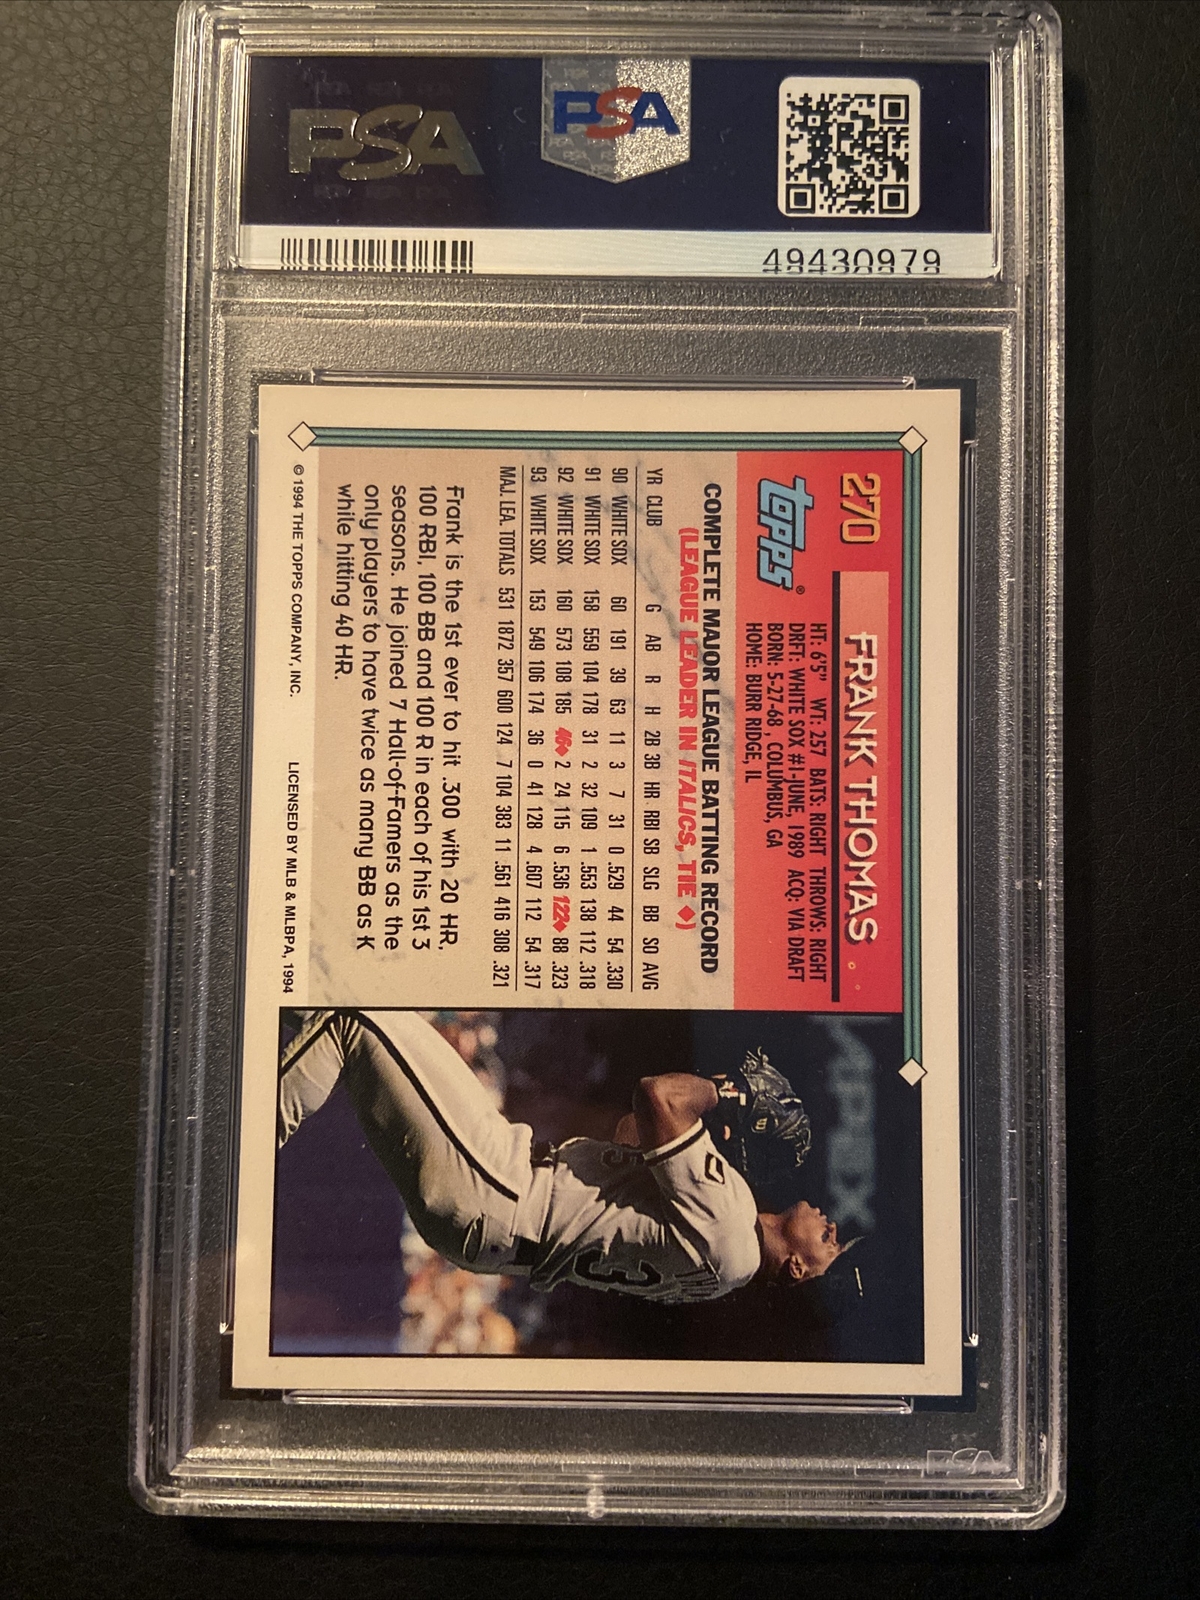 PSA
PSA
49430979
270
FRANK THOMAS
TOPPS®
HT: 6'5" WT: 257 BATS: RIGHT THROWS: RIGHT
DRFT: WHITE SOX #1-JUNE, 1989 ACQ: VIA DRAFT
BORN: 5-27-68, COLUMBUS, GA
HOME: BURR RIDGE, IL
COMPLETE MAJOR LEAGUE BATTING RECORD
(LEAGUE LEADER IN ITALICS, TIE ♦)
YR CLUB G AB R H 2B 3B HR RBI SB SLG BB SO AVG
90 WHITE SOX 60 191 39 63 11 3 7 31 0 .529 44 54 .330
91 WHITE SOX 158 559 104 178 31 2 32 109 1 .553 138 112 .318
92 WHITE SOX 160 573 108 185 46♦ 2 24 115 6 .536 122♦ 88 .323
93 WHITE SOX 153 549 106 174 36 0 41 128 4 .607 112 54 .317
MAJ. LEA. TOTALS 531 1872 357 600 124 7 104 383 11 .561 416 308 .321
Frank is the 1st ever to hit .300 with 20 HR,
100 RBI, 100 BB and 100 R in each of his 1st 3
seasons. He joined 7 Hall-of-Famers as the
only players to have twice as many BB as K
while hitting 40 HR.
© 1994 THE TOPPS COMPANY, INC. LICENSED BY MLB & MLBPA, 1994
3
PSA